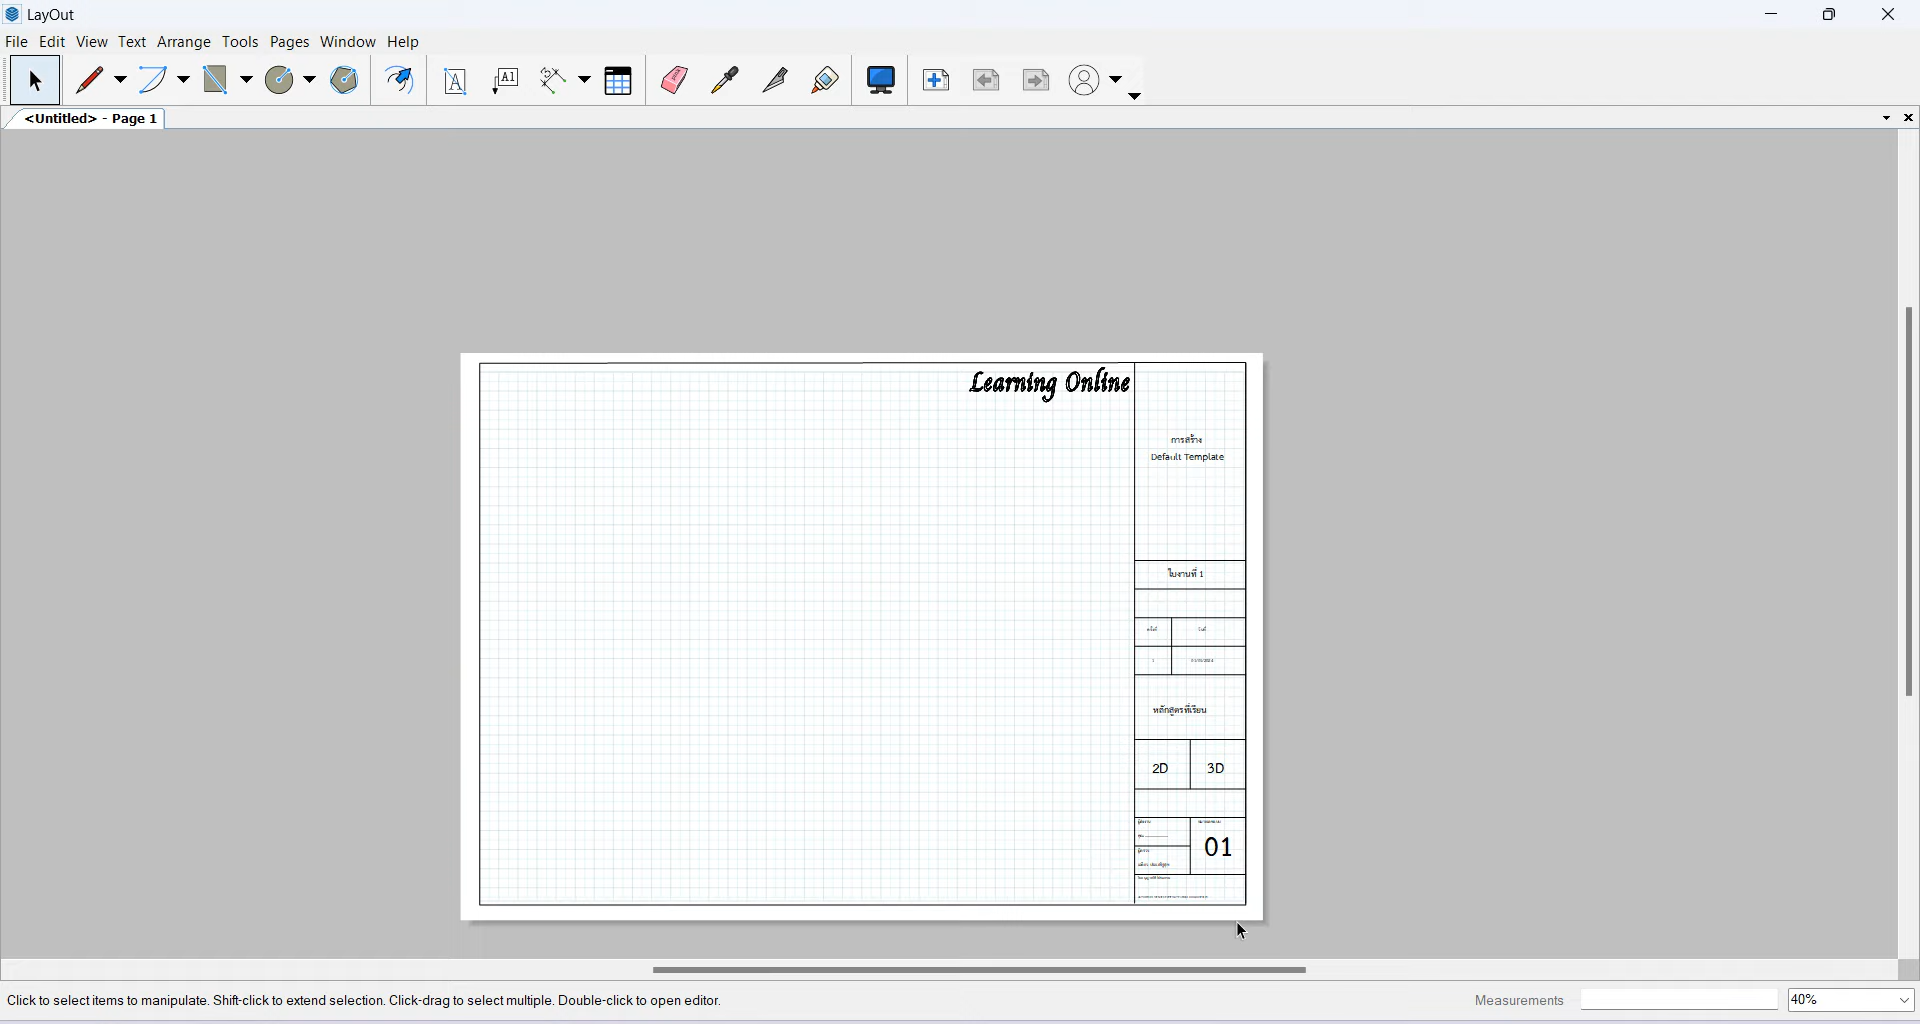 LayOut
File Edit View Text Arrange Tools Pages Window Help
A A1
<Untitled> - Page 1
Learning Online
การสร้าง
Default Template
ใบงานที่ 1
1
หลักสูตรที่เรียน
2D 3D
01
Click to select items to manipulate. Shift-click to extend selection. Click-drag to select multiple. Double-click to open editor.
Measurements 40%